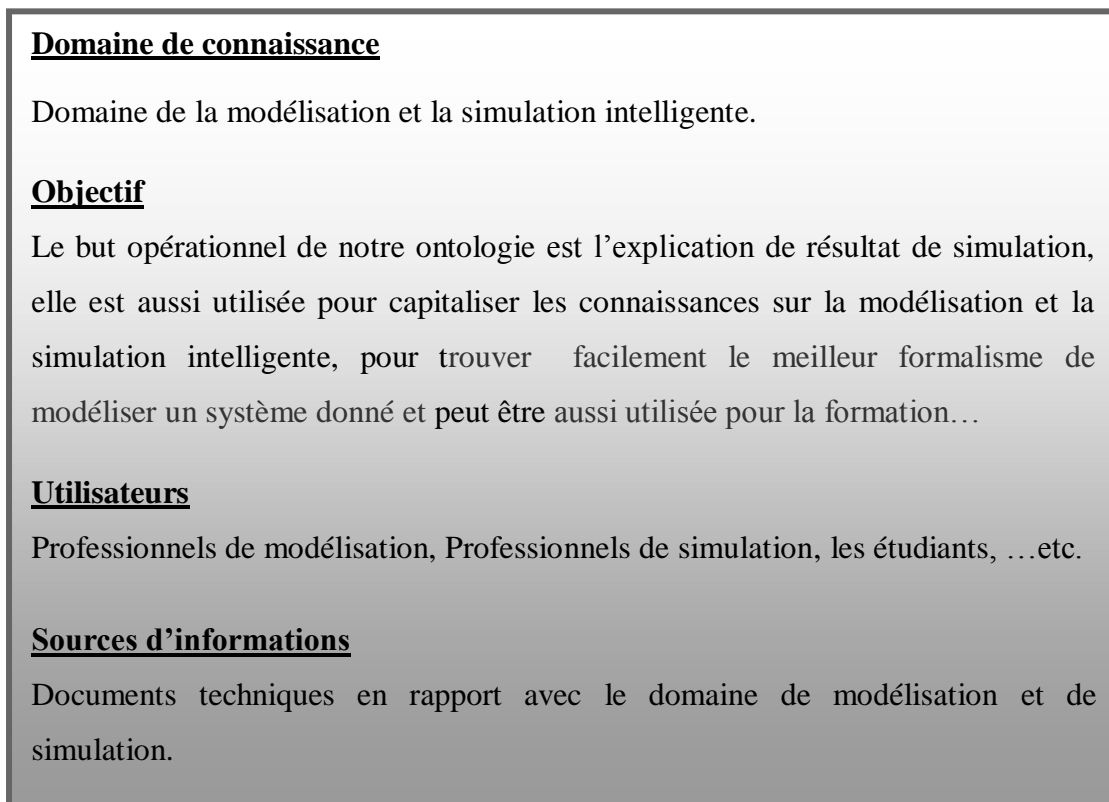 Domaine de connaissance
Domaine de la modélisation et la simulation intelligente.
Objectif
Le but opérationnel de notre ontologie est l’explication de résultat de simulation,
elle est aussi utilisée pour capitaliser les connaissances sur la modélisation et la
simulation intelligente, pour trouver facilement le meilleur formalisme de
modéliser un système donné et peut être aussi utilisée pour la formation…
Utilisateurs
Professionnels de modélisation, Professionnels de simulation, les étudiants, …etc.
Sources d’informations
Documents techniques en rapport avec le domaine de modélisation et de
simulation.